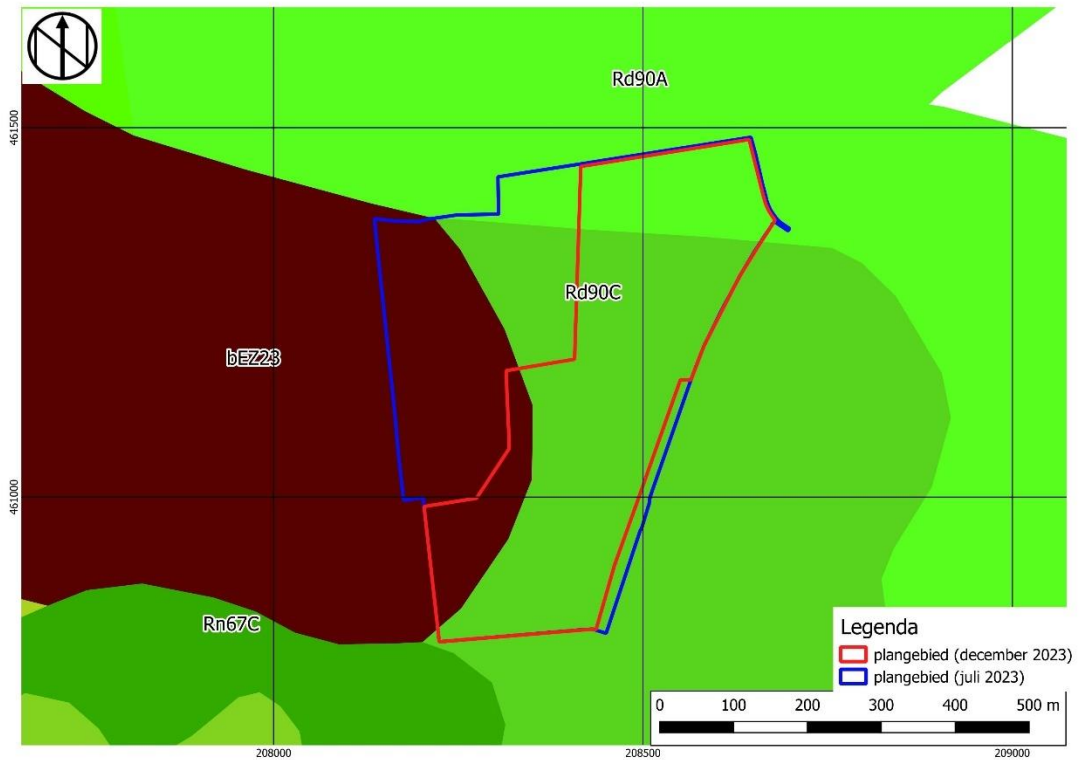 Rd90A
461500
Rd90C
bEZ23
461000
Rn67C
Legenda
plangebied (december 2023)
plangebied (juli 2023)
0 100 200 300 400 500 m
208000 208500 209000